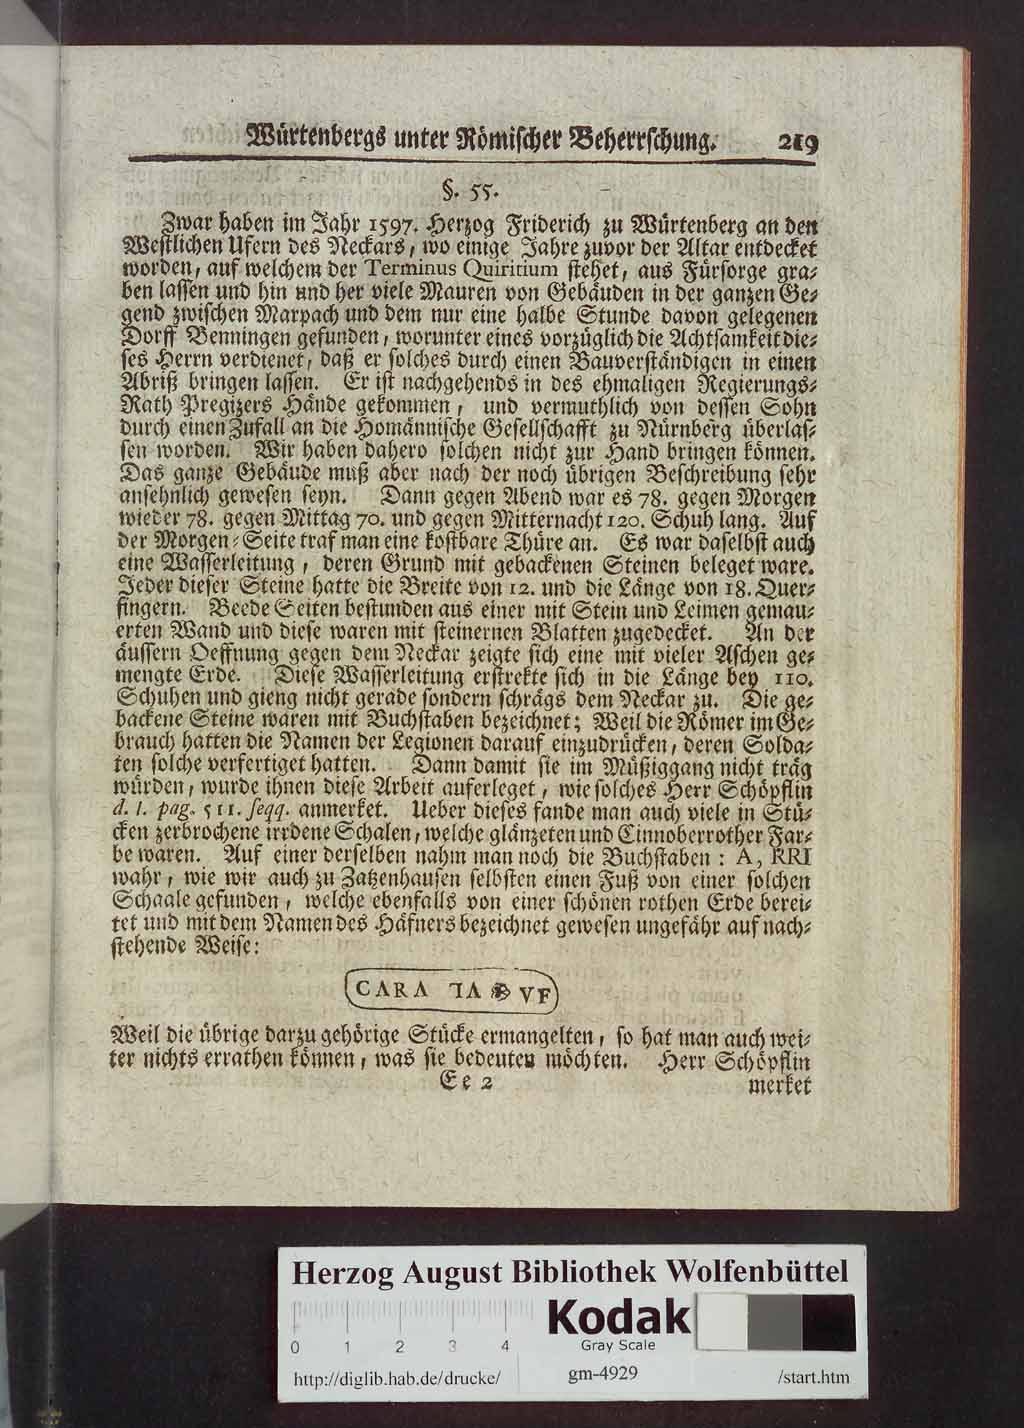 Würtenbergs unter Römischer Beherrschung. 219
§. 55.
Zwar haben im Jahr 1597. Herzog Friderich zu Würtenberg an den
Westlichen Ufern des Neckars, wo einige Jahre zuvor der Altar entdecket
worden, auf welchem der Terminus Quiritium stehet, aus Fürsorge gra-
ben lassen und hin und her viele Mauren von Gebäuden in der ganzen Ge-
gend zwischen Marpach und dem nur eine halbe Stunde davon gelegenen
Dorff Benningen gefunden, worunter eines vorzüglich die Achtsamkeit die-
ses Herrn verdienet, daß er solches durch einen Bauverständigen in einen
Abriß bringen lassen. Er ist nachgehends in des ehmaligen Regierungs-
Rath Pregizers Hände gekommen, und vermuthlich von dessen Sohn
durch einen Zufall an die Homännische Gesellschafft zu Nürnberg überlas-
sen worden. Wir haben dahero solchen nicht zur Hand bringen können.
Das ganze Gebäude muß aber nach der noch übrigen Beschreibung sehr
ansehnlich gewesen seyn. Dann gegen Abend war es 78. gegen Morgen
wieder 78. gegen Mittag 70. und gegen Mitternacht 120. Schuh lang. Auf
der Morgen-Seite traf man eine kostbare Thüre an. Es war daselbst auch
eine Wasserleitung, deren Grund mit gebackenen Steinen beleget ware.
Jeder dieser Steine hatte die Breite von 12. und die Länge von 18. Quer-
fingern. Beede Seiten bestunden aus einer mit Stein und Leimen gemau-
erten Wand und diese waren mit steinernen Blatten zugedecket. An der
äussern Oeffnung gegen dem Neckar zeigte sich eine mit vieler Aschen ge-
mengte Erde. Diese Wasserleitung erstrekte sich in die Länge bey 110.
Schuhen und gieng nicht gerade sondern schrägs dem Neckar zu. Die ge-
backene Steine waren mit Buchstaben bezeichnet; Weil die Römer im Ge-
brauch hatten die Namen der Legionen darauf einzudrücken, deren Solda-
ten solche verfertiget hatten. Dann damit sie im Müßiggang nicht träg
würden, wurde ihnen diese Arbeit auferleget, wie solches Herr Schöpflin
d. l. pag. 511. seqq. anmerket. Ueber dieses fande man auch viele in Stü-
cken zerbrochene irrdene Schalen, welche glänzeten und Cinnoberrother Far-
be waren. Auf einer derselben nahm man noch die Buchstaben : A, RRI
wahr, wie wir auch zu Zatzenhausen selbsten einen Fuß von einer solchen
Schaale gefunden, welche ebenfalls von einer schönen rothen Erde berei-
tet und mit dem Namen des Häfners bezeichnet gewesen ungefähr auf nach-
stehende Weise:
CARA VF
Weil die übrige darzu gehörige Stücke ermangelten, so hat man auch wei-
ter nichts errathen können, was sie bedeuten möchten. Herr Schöpflin
Ee 2 merket
Herzog August Bibliothek Wolfenbüttel
0 1 2 3 4
Kodak
Gray Scale
http://diglib.hab.de/drucke/ gm-4929 /start.htm